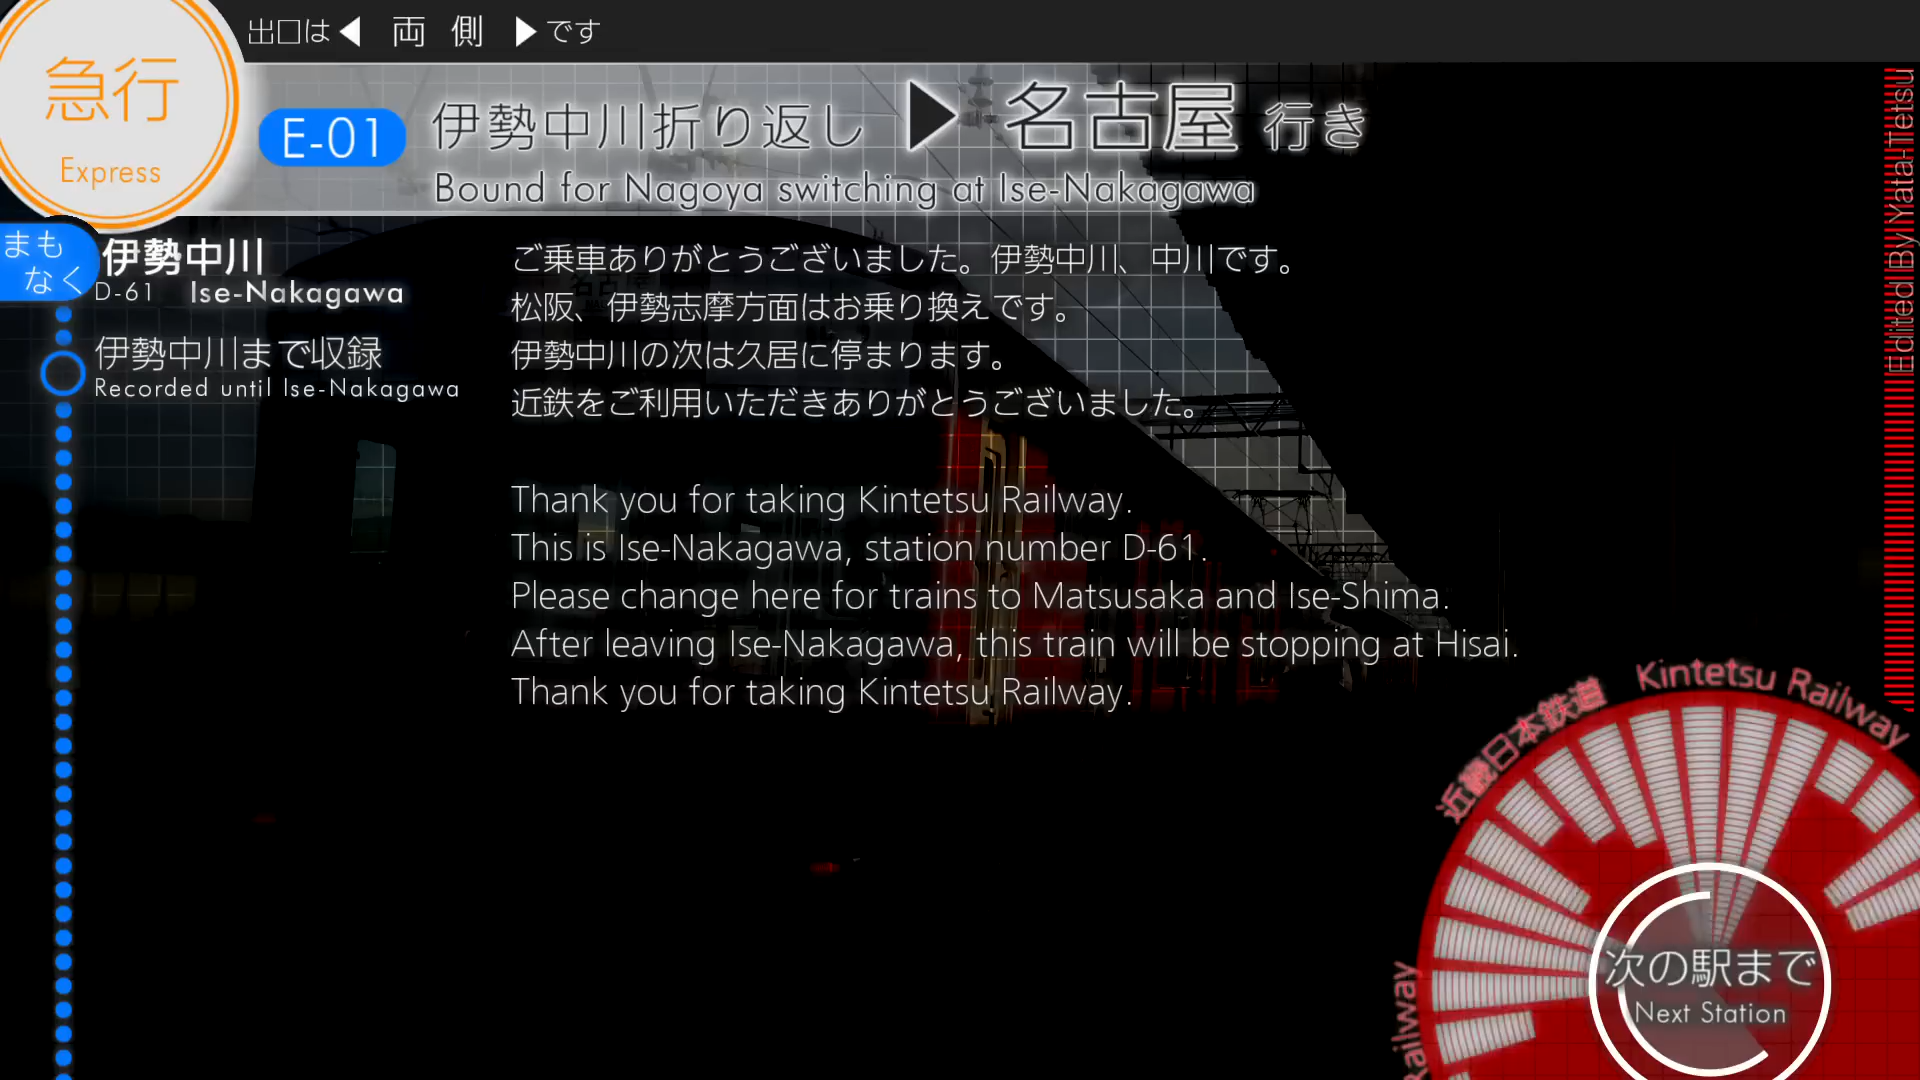 出口は◀ 両 側 ▶です
急行
Express
E-01
伊勢中川折り返し ▶ 名古屋 行き
Bound for Nagoya switching at Ise-Nakagawa
まも
なく
伊勢中川
D-61 Ise-Nakagawa
伊勢中川まで収録
Recorded until Ise-Nakagawa
ご乗車ありがとうございました。伊勢中川、中川です。
松阪、伊勢志摩方面はお乗り換えです。
伊勢中川の次は久居に停まります。
近鉄をご利用いただきありがとうございました。
Thank you for taking Kintetsu Railway.
This is Ise-Nakagawa, station number D-61.
Please change here for trains to Matsusaka and Ise-Shima.
After leaving Ise-Nakagawa, this train will be stopping at Hisai.
Thank you for taking Kintetsu Railway.
Edited By Yata-Tetsu
近畿日本鉄道 Kintetsu Railway
Railway
次の駅まで
Next Station